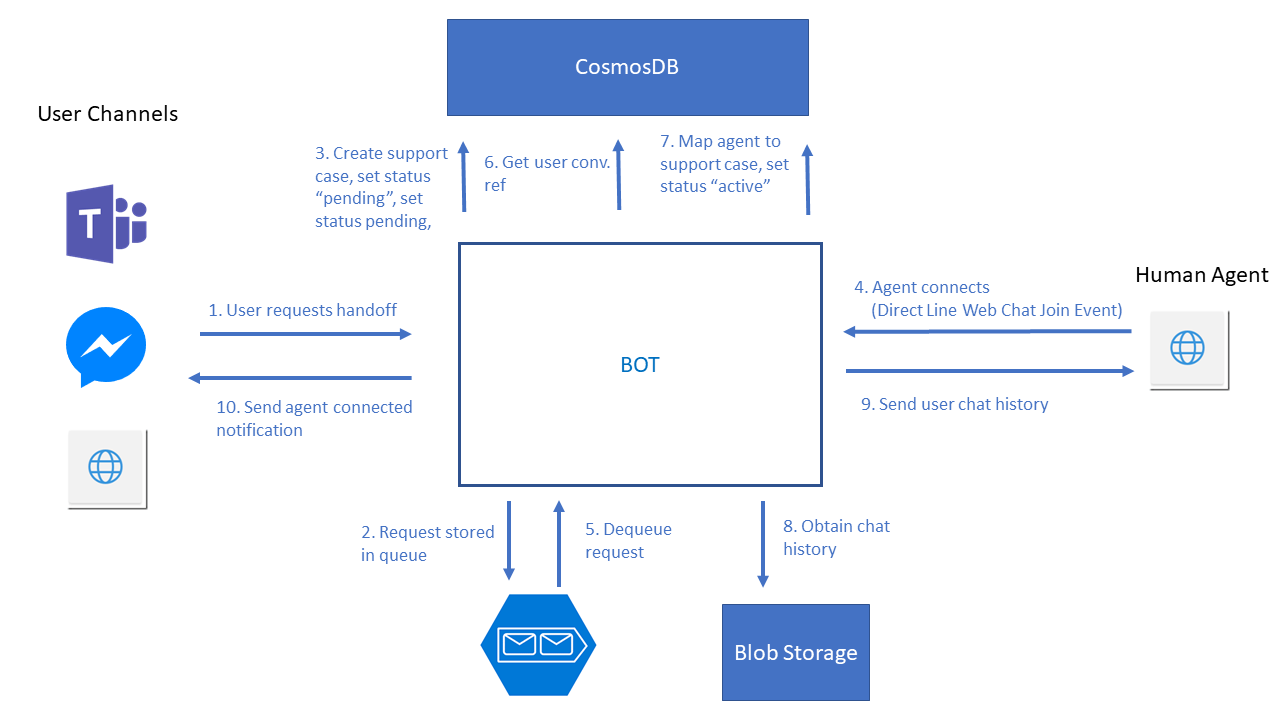 CosmosDB
User Channels
3. Create support
case, set status
“pending”, set
status pending,
6. Get user conv.
ref
7. Map agent to
support case, set
status “active”
T
Human Agent
1. User requests handoff
4. Agent connects
(Direct Line Web Chat Join Event)
BOT
10. Send agent connected
notification
9. Send user chat history
2. Request stored
in queue
5. Dequeue
request
8. Obtain chat
history
Blob Storage